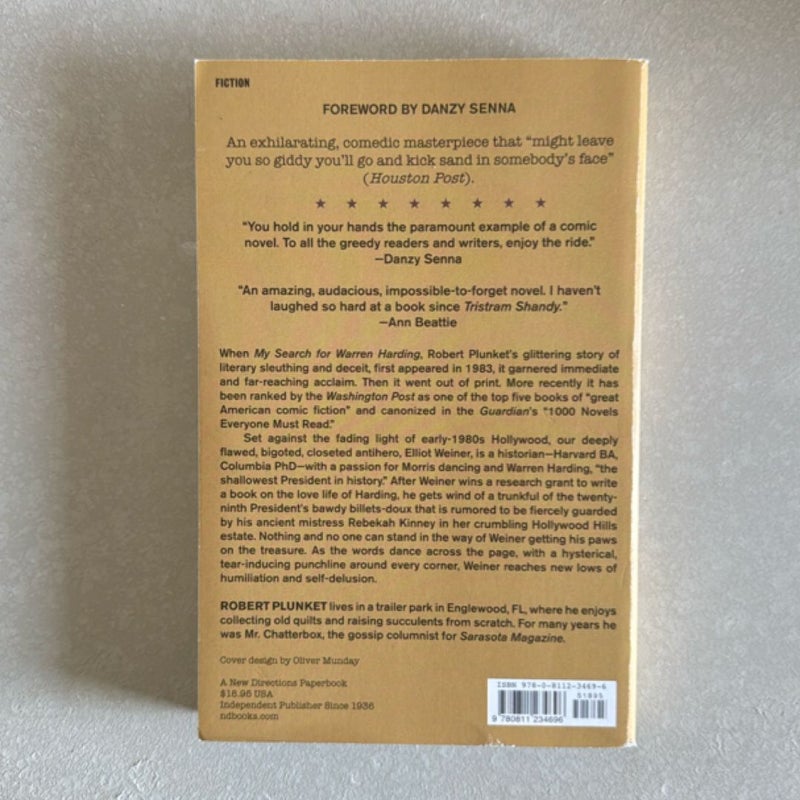 FICTION
FOREWORD BY DANZY SENNA
An exhilarating, comedic masterpiece that “might leave
you so giddy you’ll go and kick sand in somebody’s face”
(Houston Post).
★ ★ ★ ★ ★ ★ ★ ★
“You hold in your hands the paramount example of a comic
novel. To all the greedy readers and writers, enjoy the ride.”
—Danzy Senna
“An amazing, audacious, impossible-to-forget novel. I haven’t
laughed so hard at a book since Tristram Shandy.”
—Ann Beattie
When My Search for Warren Harding, Robert Plunket’s glittering story of
literary sleuthing and deceit, first appeared in 1983, it garnered immediate
and far-reaching acclaim. Then it went out of print. More recently it has
been ranked by the Washington Post as one of the top five books of “great
American comic fiction” and canonized in the Guardian’s “1000 Novels
Everyone Must Read.”
Set against the fading light of early-1980s Hollywood, our deeply
flawed, bigoted, closeted antihero, Elliot Weiner, is a historian—Harvard BA,
Columbia PhD—with a passion for Morris dancing and Warren Harding, “the
shallowest President in history.” After Weiner wins a research grant to write
a book on the love life of Harding, he gets wind of a trunkful of the twenty-
ninth President’s bawdy billets-doux that is rumored to be fiercely guarded
by his ancient mistress Rebekah Kinney in her crumbling Hollywood Hills
estate. Nothing and no one can stand in the way of Weiner getting his paws
on the treasure. As the words dance across the page, with a hysterical,
tear-inducing punchline around every corner, Weiner reaches new lows of
humiliation and self-delusion.
ROBERT PLUNKET lives in a trailer park in Englewood, FL, where he enjoys
collecting old quilts and raising succulents from scratch. For many years he
was Mr. Chatterbox, the gossip columnist for Sarasota Magazine.
Cover design by Oliver Munday
A New Directions Paperbook
$18.95 USA
Independent Publisher Since 1936
ndbooks.com
ISBN 978-0-8112-3469-6
51895
9 780811 234696